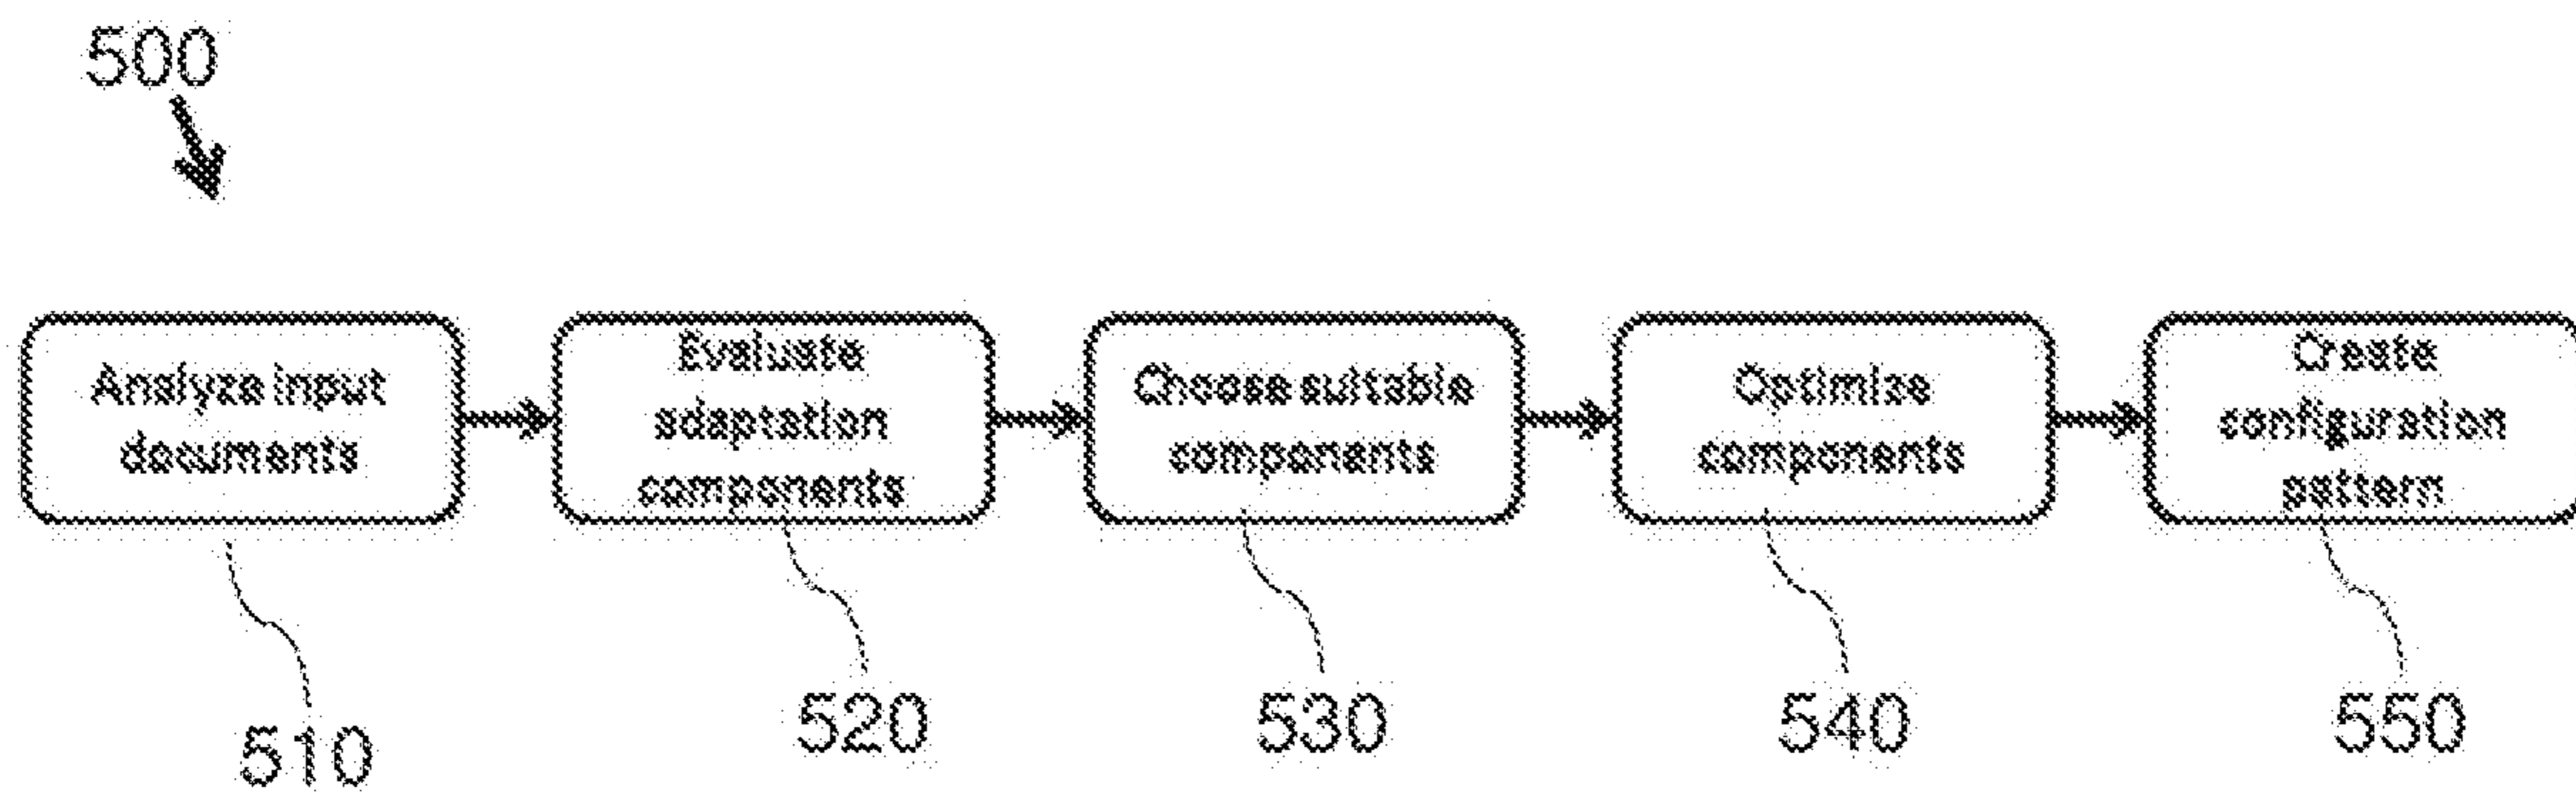 500
Analyze input
documents
Evaluate
adaptation
components
Choose suitable
components
Optimize
components
Create
configuration
pattern
510
520
530
540
550